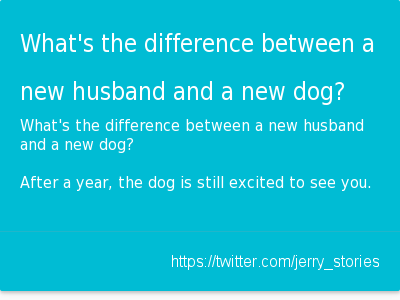 What's the difference between a
new husband and a new dog?
What's the difference between a new husband
and a new dog?
After a year, the dog is still excited to see you.
https://twitter.com/jerry_stories